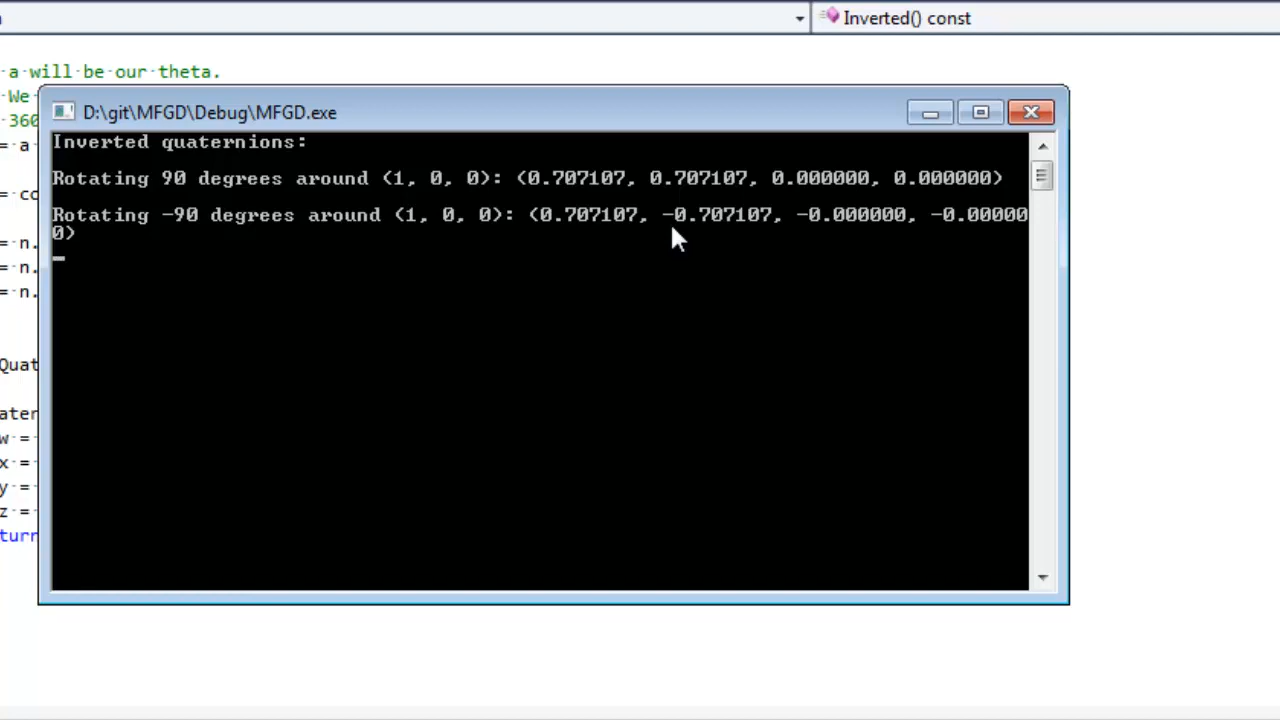 Inverted() const
a will be our theta.
We
360
= a
= co
= n.
= n.
= n.
Quat
ater
w =
x =
y =
z =
turn
D:\git\MFGD\Debug\MFGD.exe
Inverted quaternions:
Rotating 90 degrees around (1, 0, 0): (0.707107, 0.707107, 0.000000, 0.000000)
Rotating -90 degrees around (1, 0, 0): (0.707107, -0.707107, -0.000000, -0.00000
0)